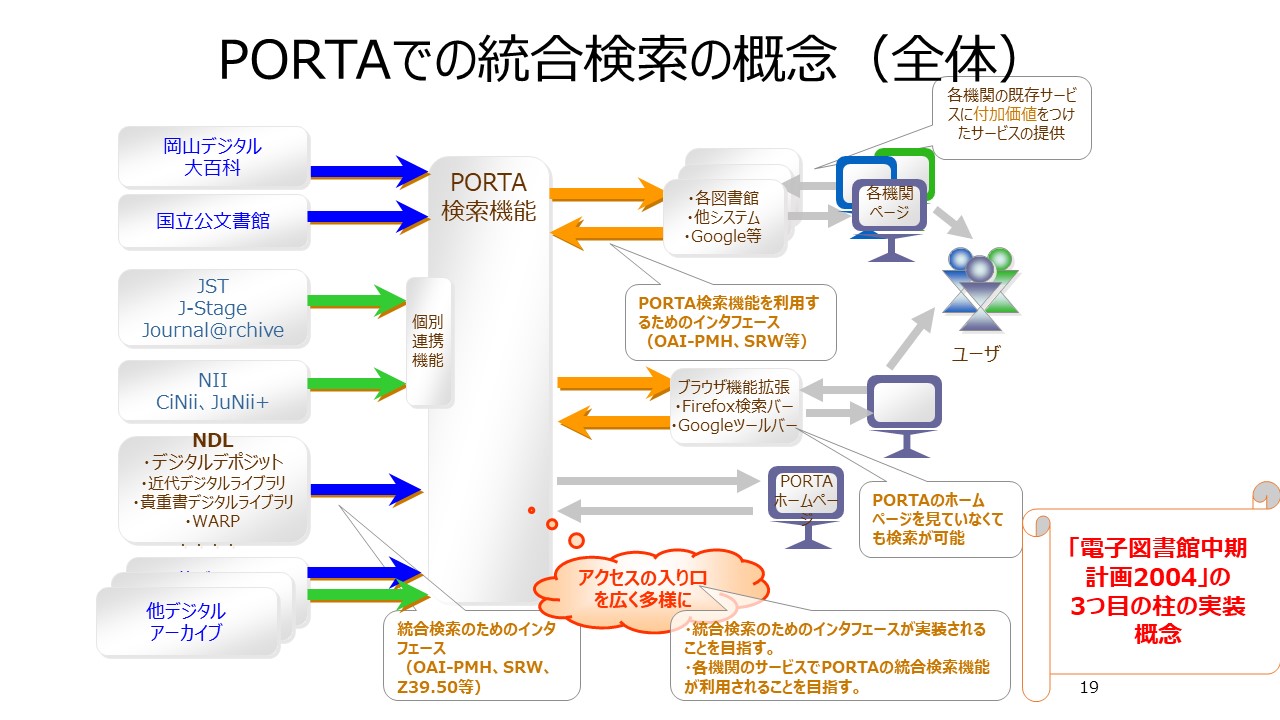 PORTAでの統合検索の概念（全体）
各機関の既存サービ
スに付加価値をつけ
たサービスの提供
岡山デジタル
大百科
国立公文書館
JST
J-Stage
Journal@rchive
NII
CiNii、JuNii+
NDL
・デジタルデポジット
・近代デジタルライブラリ
・貴重書デジタルライブラリ
・WARP
・・・・
他デジタル
アーカイブ
PORTA
検索機能
個別
連携
機能
・各図書館
・他システム
・Google等
各機関
ページ
ユーザ
PORTA検索機能を利用す
るためのインタフェース
（OAI-PMH、SRW等）
ブラウザ機能拡張
・Firefox検索バー
・Googleツールバー
PORTA
ホームペー
ジ
PORTAのホーム
ページを見ていなくて
も検索が可能
アクセスの入り口
を広く多様に
統合検索のためのインタ
フェース
（OAI-PMH、SRW、
Z39.50等）
・統合検索のためのインタフェースが実装される
ことを目指す。
・各機関のサービスでPORTAの統合検索機能
が利用されることを目指す。
「電子図書館中期
計画2004」の
3つ目の柱の実装
概念
19